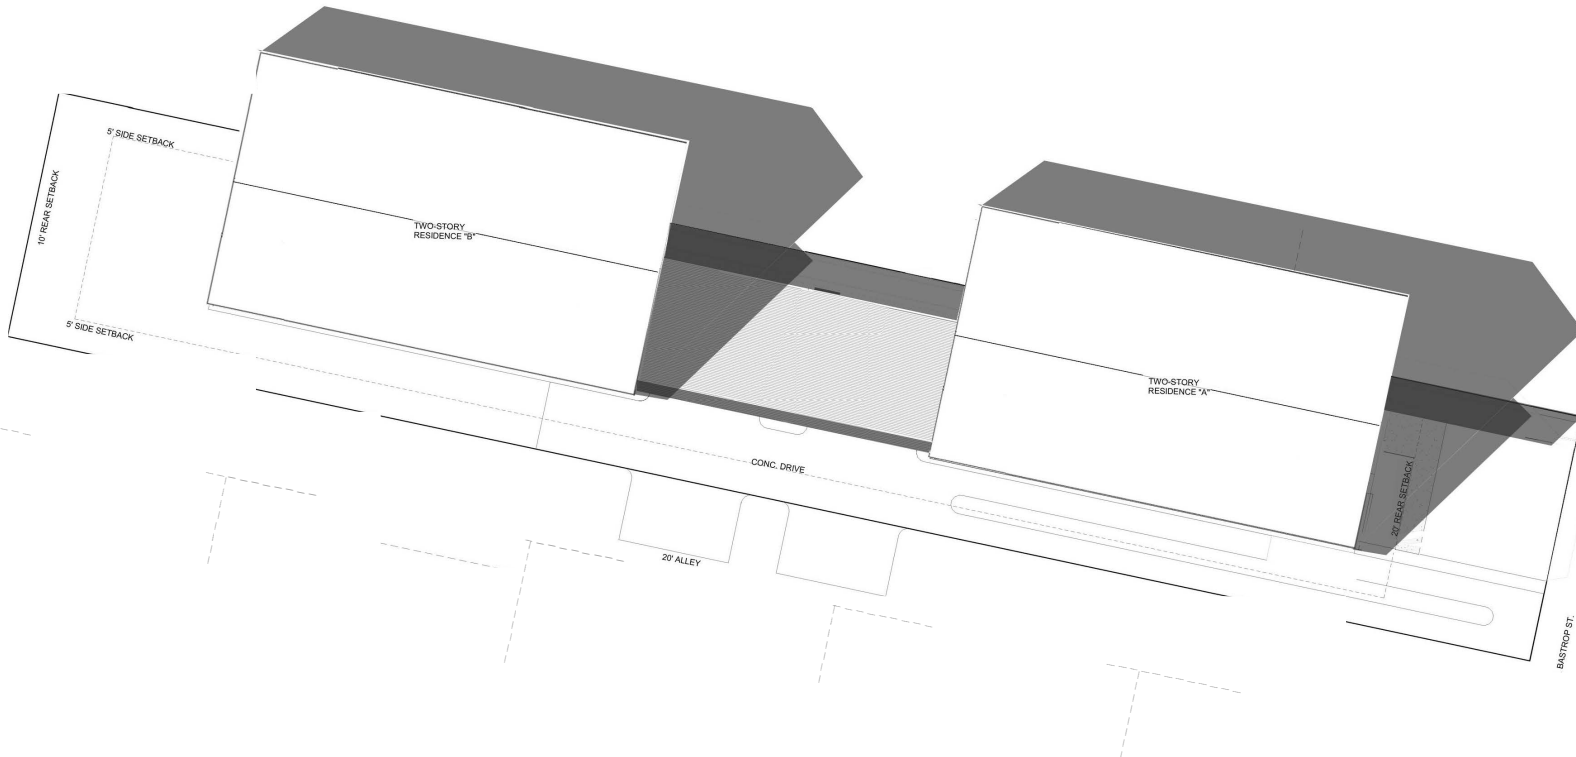 5' SIDE SETBACK
10' REAR SETBACK
TWO-STORY
RESIDENCE "B"
5' SIDE SETBACK
TWO-STORY
RESIDENCE "A"
CONC. DRIVE
20' REAR SETBACK
20' ALLEY
BASTROP ST.